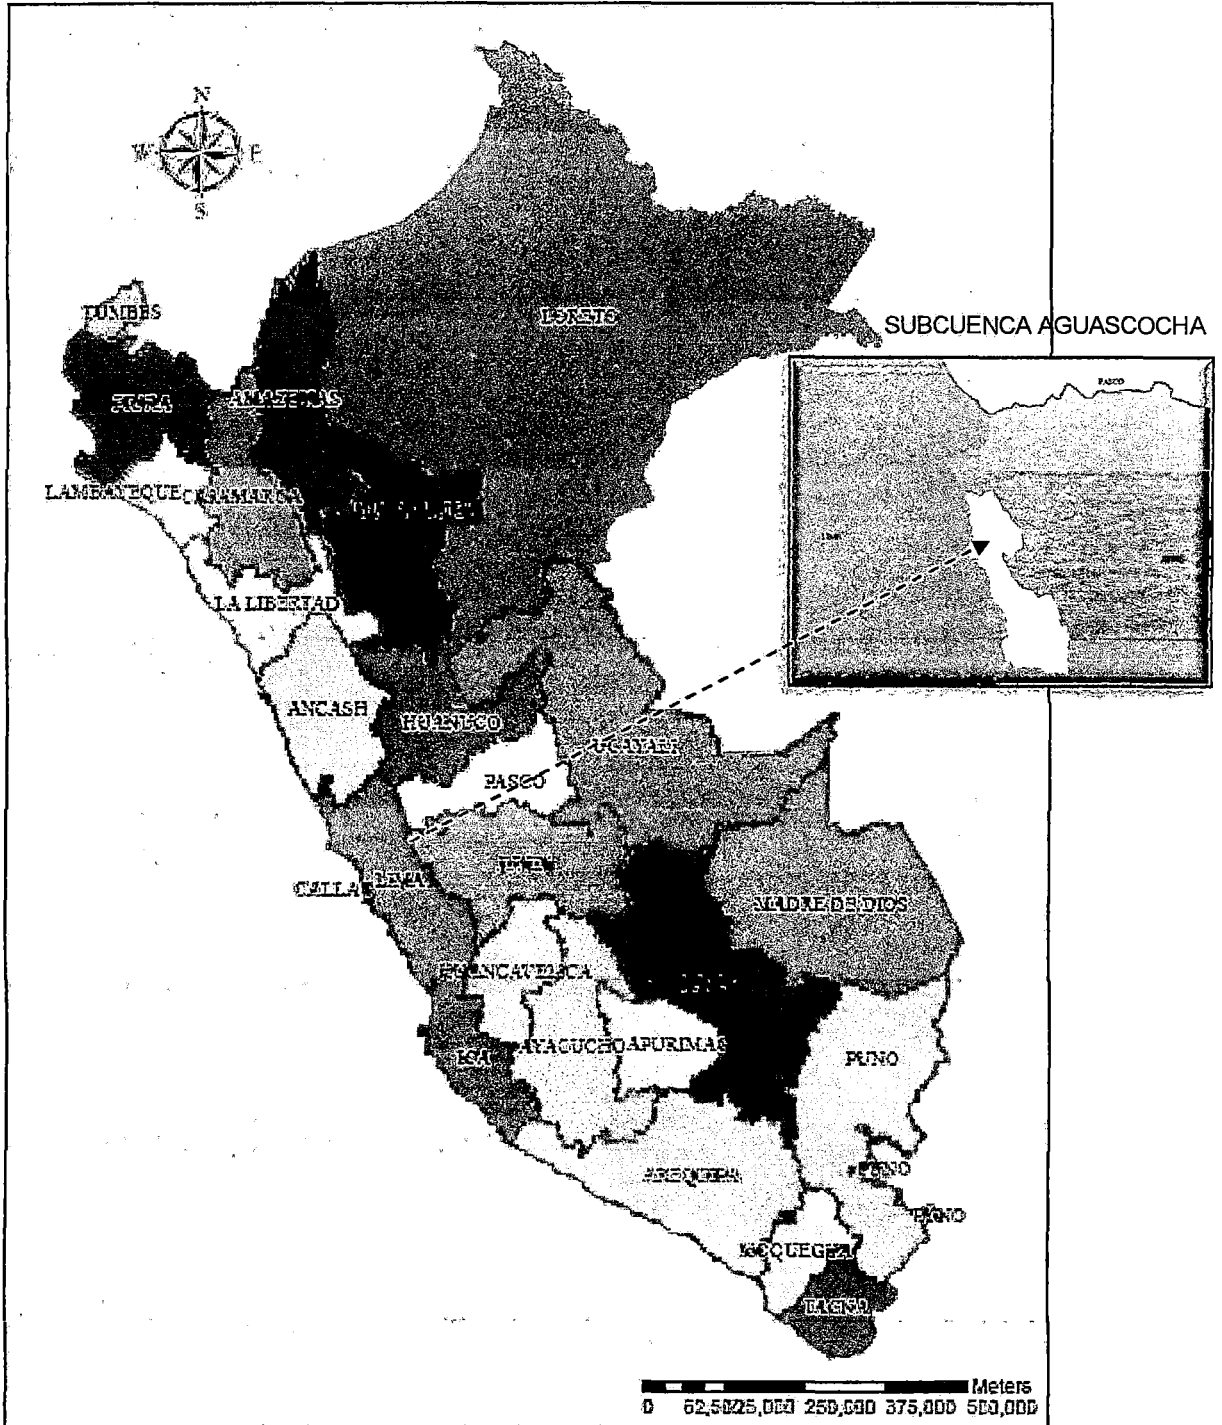 N
W E
S
TUMBES
LORETO
SUBCUENCA AGUASCOCHA
PASCO
PIURA
AMAZONAS
LAMBAYEQUE CAJAMARCA
LA LIBERTAD
ANCASH
HUANUCO
UCAYALI
PASCO
JUNIN
CALLAO LIMA
MADRE DE DIOS
HUANCAVELICA
ICA
AYACUCHO APURIMAC
PUNO
AREQUIPA
PUNO
PUNO
MOQUEGUA
TACNA
Meters
0 62,500 125,000 250,000 375,000 500,000